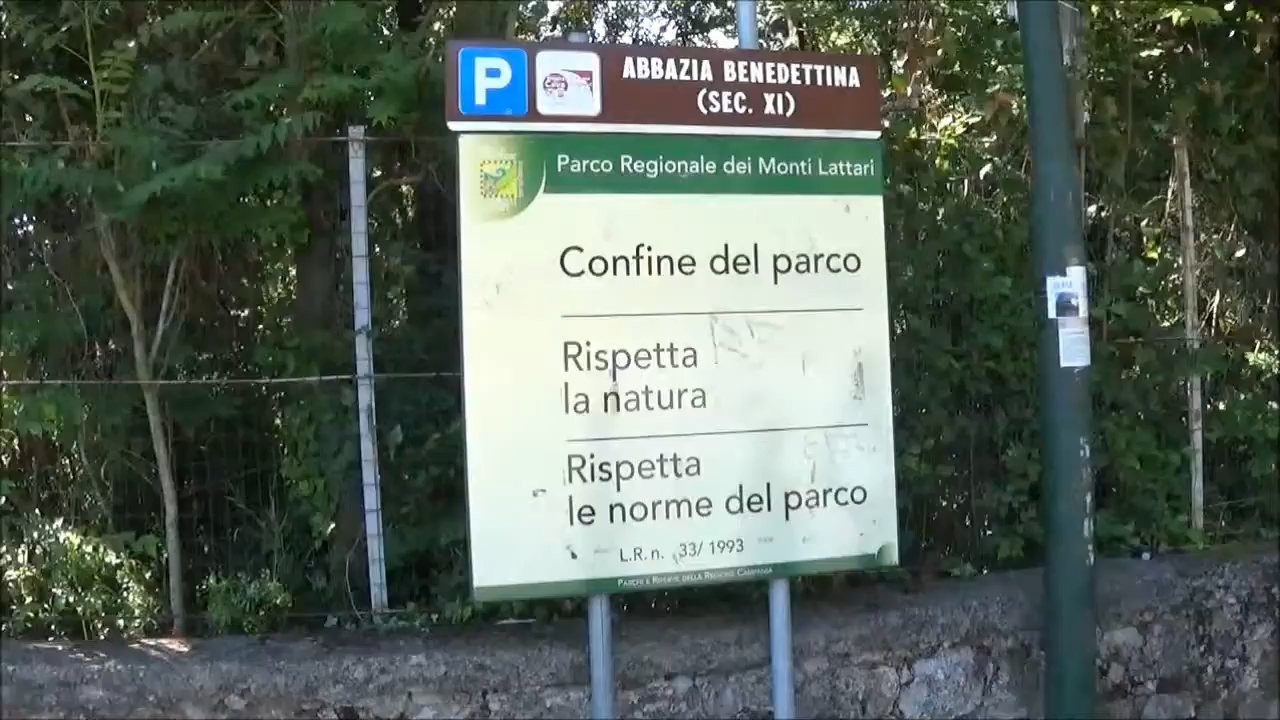 P
ABBAZIA BENEDETTINA
(SEC. XI)
Parco Regionale dei Monti Lattari
Confine del parco
Rispetta
la natura
Rispetta
le norme del parco
L.R. n. 33/ 1993
PARCHI E RISERVE DELLA REGIONE CAMPANIA